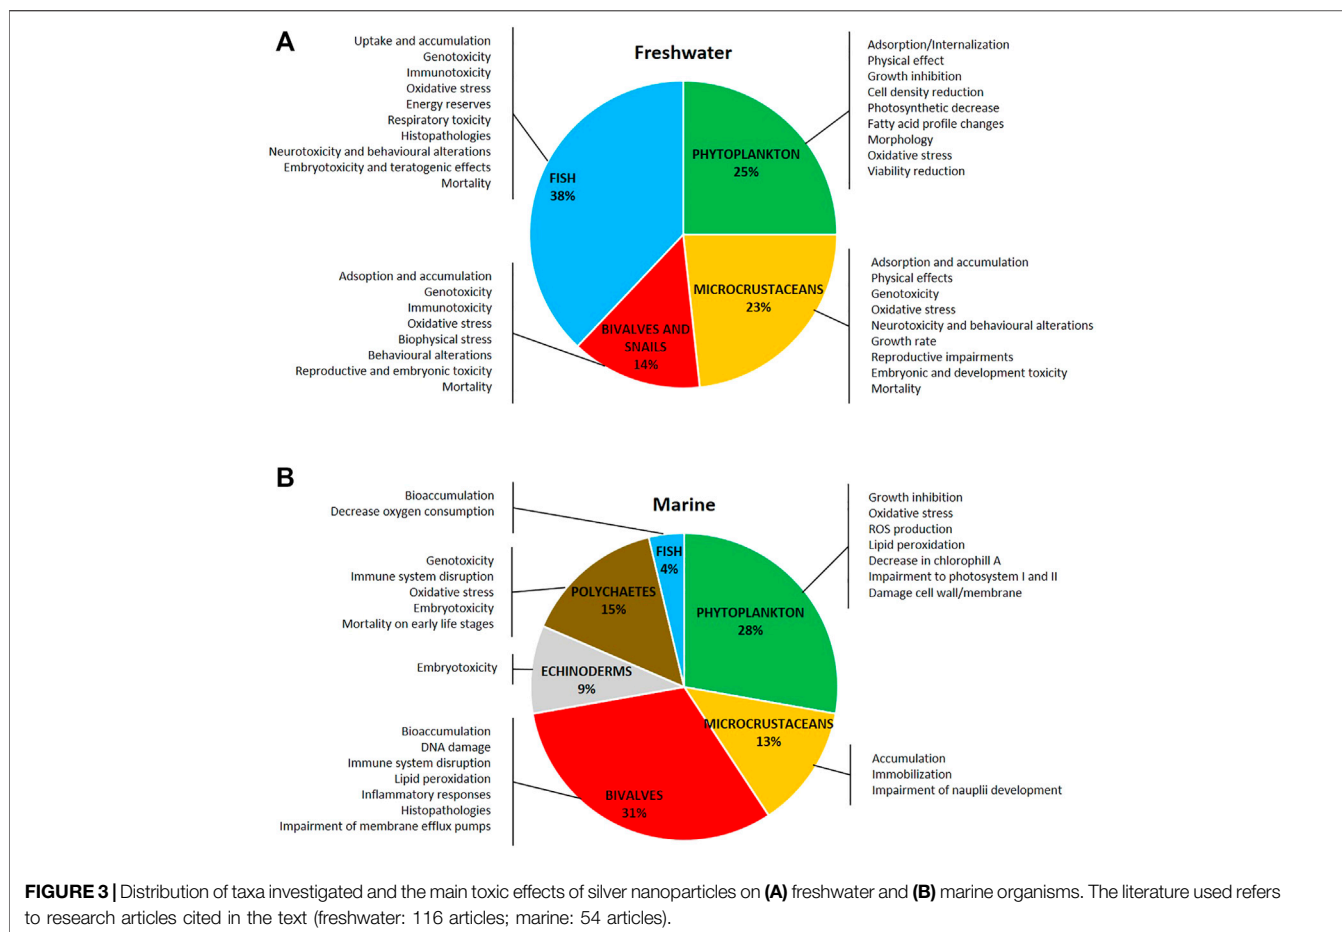 A
Freshwater
Uptake and accumulation
Genotoxicity
Immunotoxicity
Oxidative stress
Energy reserves
Respiratory toxicity
Histopathologies
Neurotoxicity and behavioural alterations
Embryotoxicity and teratogenic effects
Mortality
Adsorption/Internalization
Physical effect
Growth inhibition
Cell density reduction
Photosynthetic decrease
Fatty acid profile changes
Morphology
Oxidative stress
Viability reduction
FISH
38%
PHYTOPLANKTON
25%
MICROCRUSTACEANS
23%
BIVALVES AND
SNAILS
14%
Adsoption and accumulation
Genotoxicity
Immunotoxicity
Oxidative stress
Biophysical stress
Behavioural alterations
Reproductive and embryonic toxicity
Mortality
Adsorption and accumulation
Physical effects
Genotoxicity
Oxidative stress
Neurotoxicity and behavioural alterations
Growth rate
Reproductive impairments
Embryonic and development toxicity
Mortality
B
Marine
Bioaccumulation
Decrease oxygen consumption
Genotoxicity
Immune system disruption
Oxidative stress
Embryotoxicity
Mortality on early life stages
Embryotoxicity
Bioaccumulation
DNA damage
Immune system disruption
Lipid peroxidation
Inflammatory responses
Histopathologies
Impairment of membrane efflux pumps
FISH
4%
POLYCHAETES
15%
ECHINODERMS
9%
BIVALVES
31%
PHYTOPLANKTON
28%
MICROCRUSTACEANS
13%
Growth inhibition
Oxidative stress
ROS production
Lipid peroxidation
Decrease in chlorophill A
Impairment to photosystem I and II
Damage cell wall/membrane
Accumulation
Immobilization
Impairment of nauplii development
FIGURE 3 | Distribution of taxa investigated and the main toxic effects of silver nanoparticles on (A) freshwater and (B) marine organisms. The literature used refers
to research articles cited in the text (freshwater: 116 articles; marine: 54 articles).